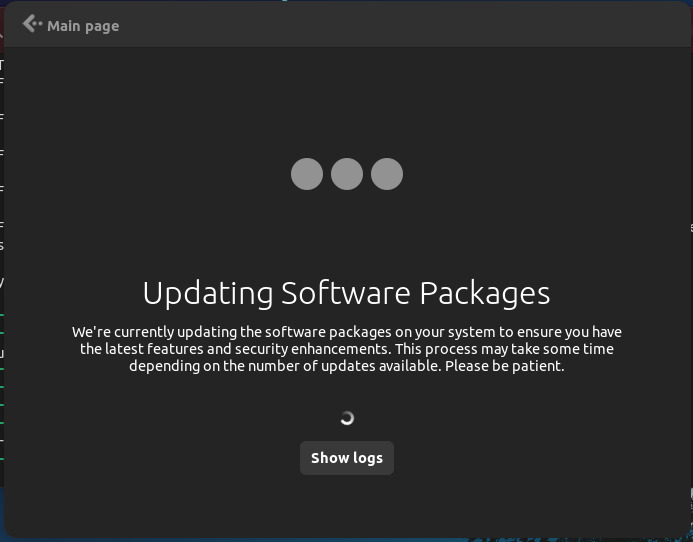 Main page
Updating Software Packages
We're currently updating the software packages on your system to ensure you have
the latest features and security enhancements. This process may take some time
depending on the number of updates available. Please be patient.
Show logs